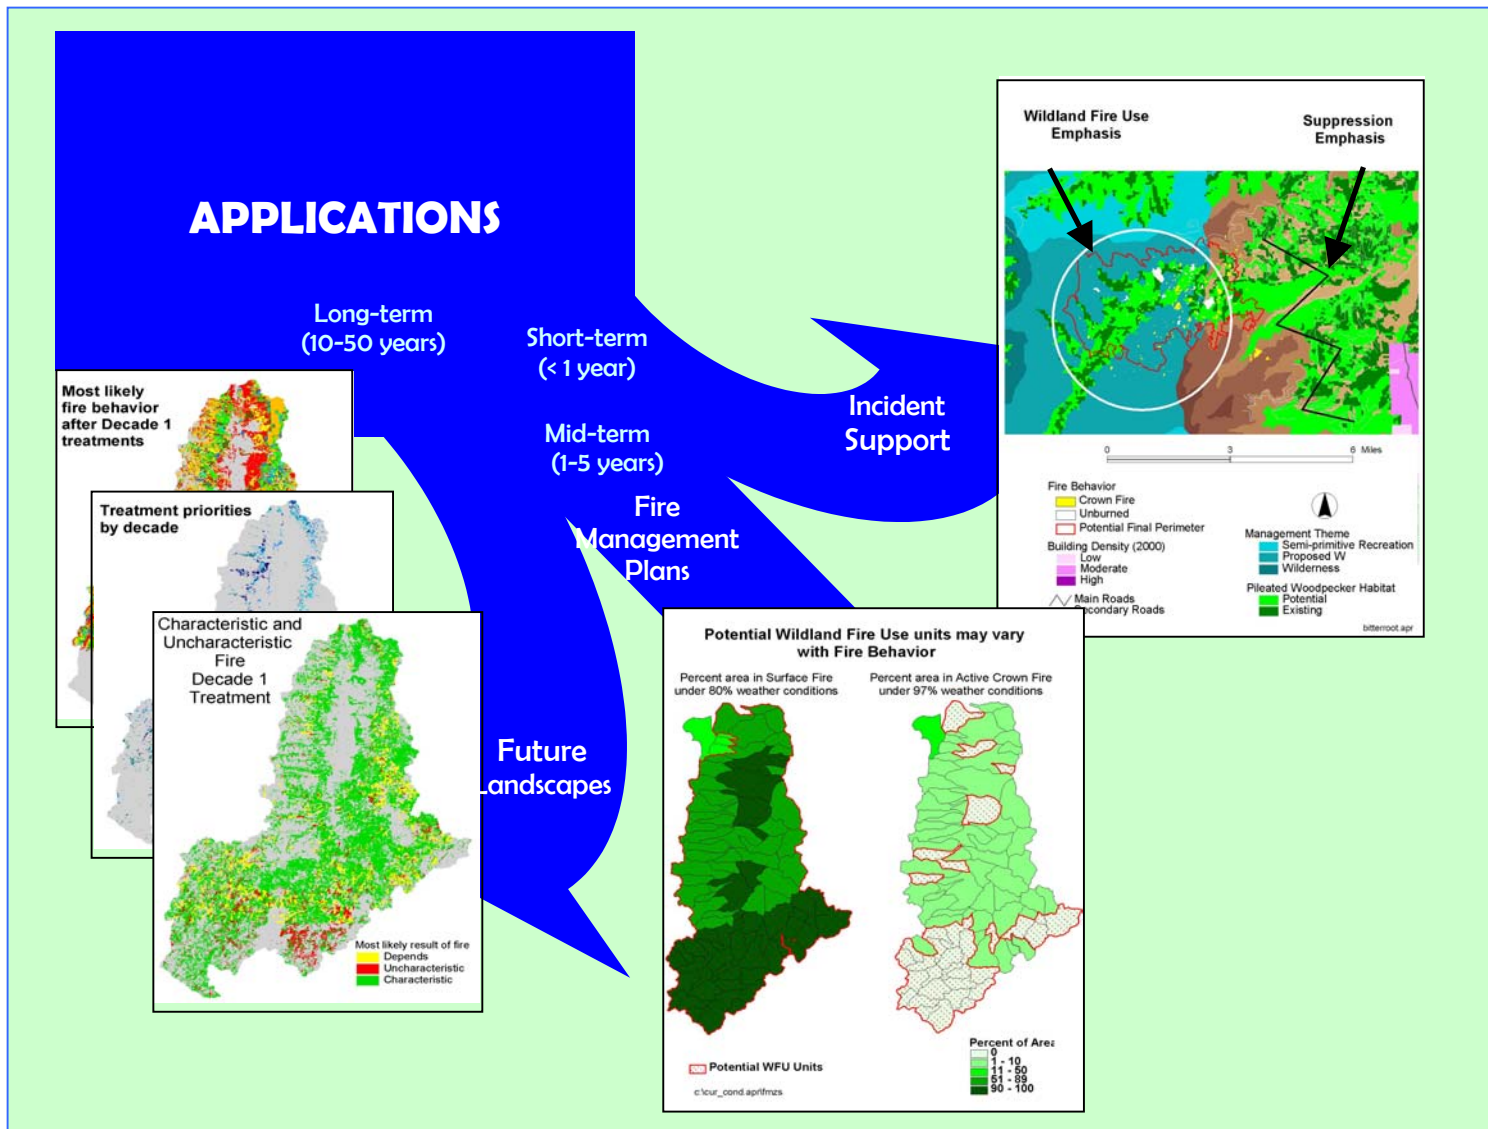 APPLICATIONS
Long-term
(10-50 years)
Short-term
(< 1 year)
Mid-term
(1-5 years)
Incident
Support
Fire
Management
Plans
Future
Landscapes
Most likely
fire behavior
after Decade 1
treatments
Treatment priorities
by decade
Characteristic and
Uncharacteristic
Fire
Decade 1
Treatment
Most likely result of fire
Depends
Uncharacteristic
Characteristic
Wildland Fire Use
Emphasis
Suppression
Emphasis
0 3 6 Miles
Fire Behavior
Crown Fire
Unburned
Potential Final Perimeter
Building Density (2000)
Low
Moderate
High
Main Roads
Secondary Roads
Management Theme
Semi-primitive Recreation
Proposed W
Wilderness
Pileated Woodpecker Habitat
Potential
Existing
bitterroot.apr
Potential Wildland Fire Use units may vary
with Fire Behavior
Percent area in Surface Fire
under 80% weather conditions
Percent area in Active Crown Fire
under 97% weather conditions
Potential WFU Units
c:\cur_cond.apr\fmzs
Percent of Area
0
1 - 10
11 - 50
51 - 89
90 - 100